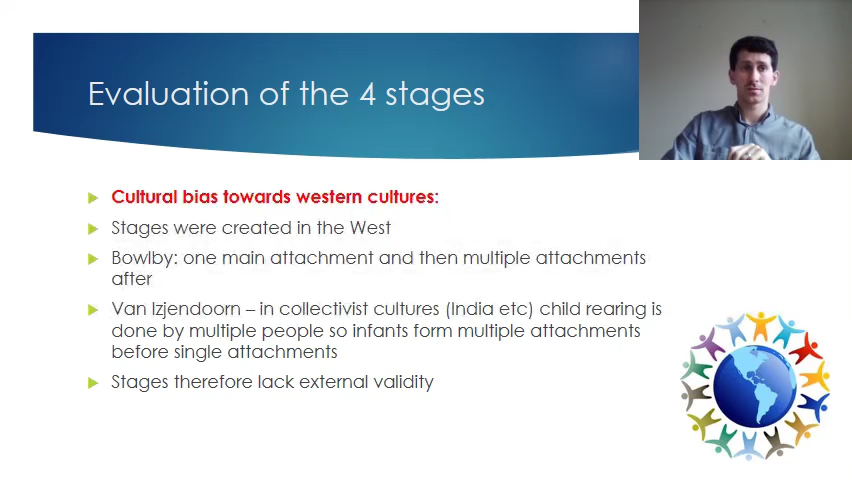 Evaluation of the 4 stages
Cultural bias towards western cultures:
Stages were created in the West
Bowlby: one main attachment and then multiple attachments
after
Van Izjendoorn – in collectivist cultures (India etc) child rearing is
done by multiple people so infants form multiple attachments
before single attachments
Stages therefore lack external validity